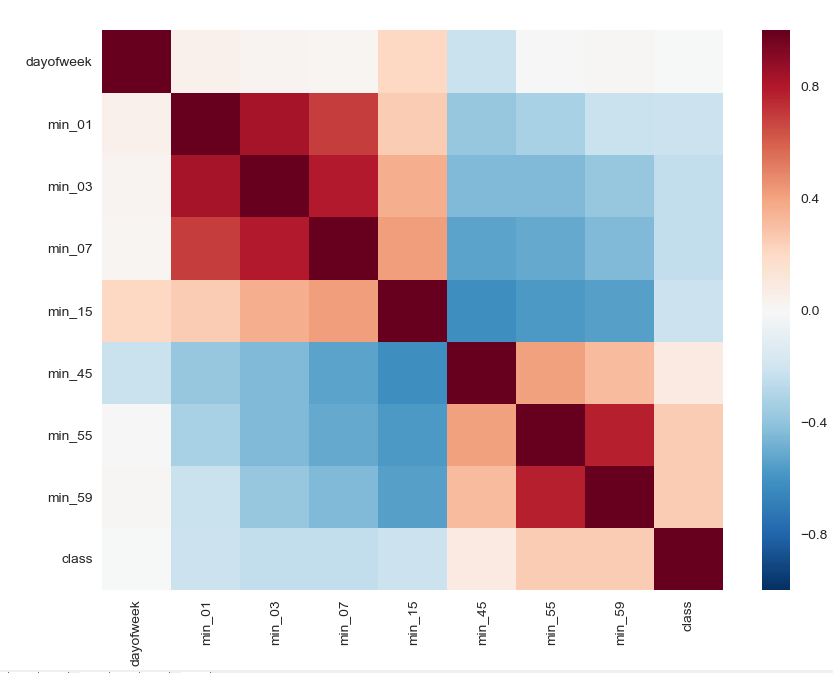 dayofweek
min_01
min_03
min_07
min_15
min_45
min_55
min_59
class
dayofweek
min_01
min_03
min_07
min_15
min_45
min_55
min_59
class
0.8
0.4
0.0
−0.4
−0.8